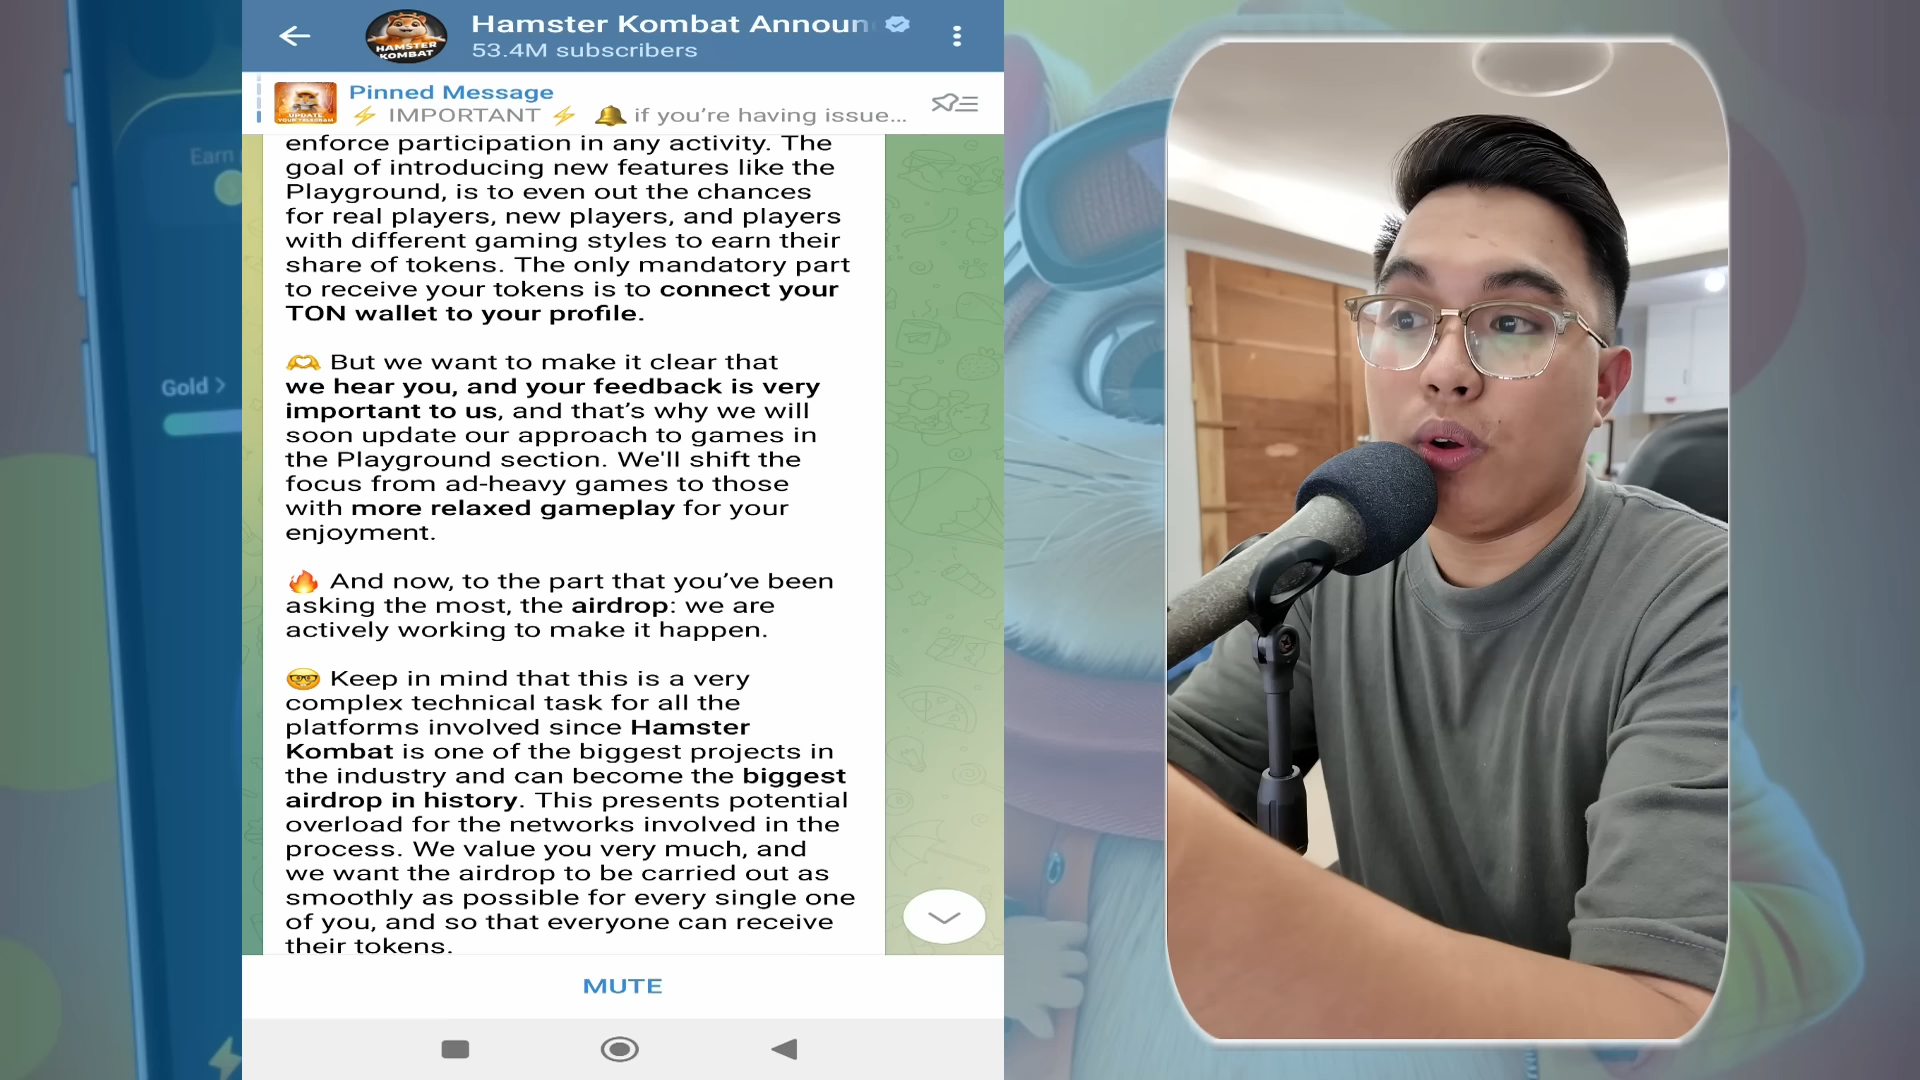 Hamster Kombat Announ
53.4M subscribers
HAMSTER
KOMBAT
Pinned Message
⚡ IMPORTANT ⚡ 🔔 if you’re having issue...
UPDATE
YOUR TELEGRAM
enforce participation in any activity. The
goal of introducing new features like the
Playground, is to even out the chances
for real players, new players, and players
with different gaming styles to earn their
share of tokens. The only mandatory part
to receive your tokens is to connect your
TON wallet to your profile.
🫶 But we want to make it clear that
we hear you, and your feedback is very
important to us, and that’s why we will
soon update our approach to games in
the Playground section. We'll shift the
focus from ad-heavy games to those
with more relaxed gameplay for your
enjoyment.
🔥 And now, to the part that you’ve been
asking the most, the airdrop: we are
actively working to make it happen.
🤓 Keep in mind that this is a very
complex technical task for all the
platforms involved since Hamster
Kombat is one of the biggest projects in
the industry and can become the biggest
airdrop in history. This presents potential
overload for the networks involved in the
process. We value you very much, and
we want the airdrop to be carried out as
smoothly as possible for every single one
of you, and so that everyone can receive
their tokens.
MUTE
Earn
Gold >